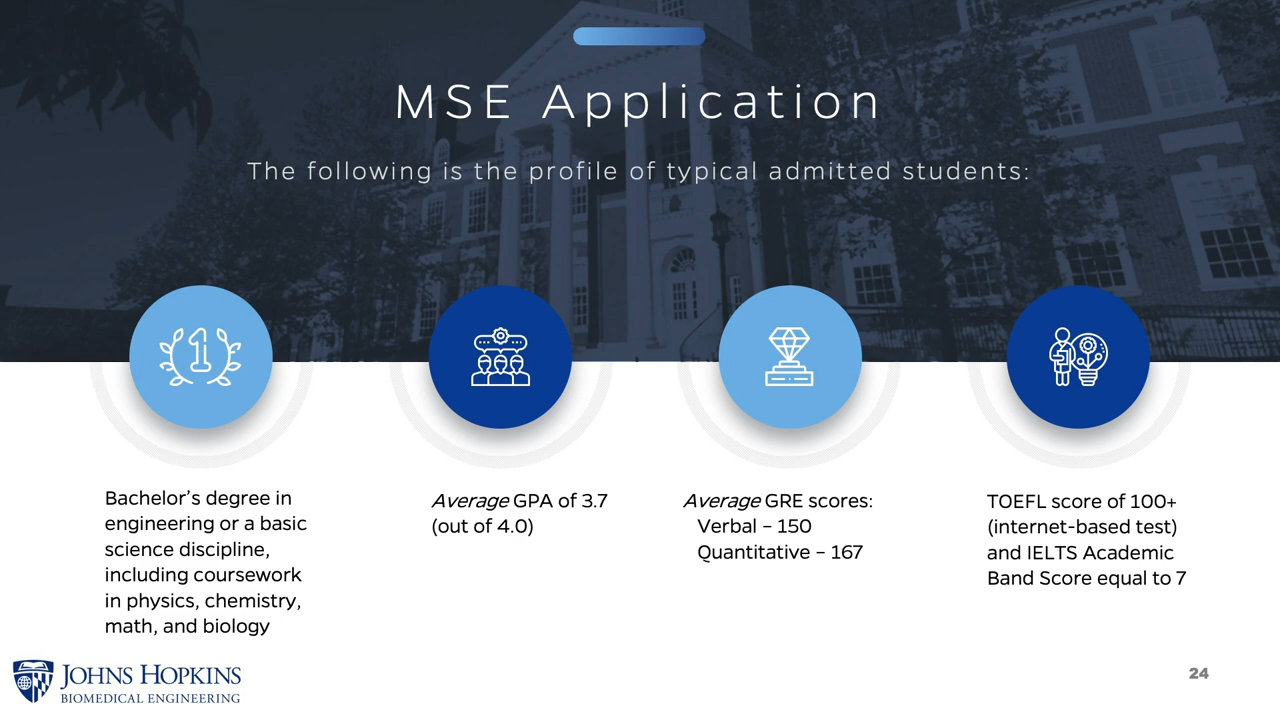 MSE Application
The following is the profile of typical admitted students:
1
Bachelor's degree in
engineering or a basic
science discipline,
including coursework
in physics, chemistry,
math, and biology
Average GPA of 3.7
(out of 4.0)
Average GRE scores:
Verbal – 150
Quantitative – 167
TOEFL score of 100+
(internet-based test)
and IELTS Academic
Band Score equal to 7
JOHNS HOPKINS
BIOMEDICAL ENGINEERING
24